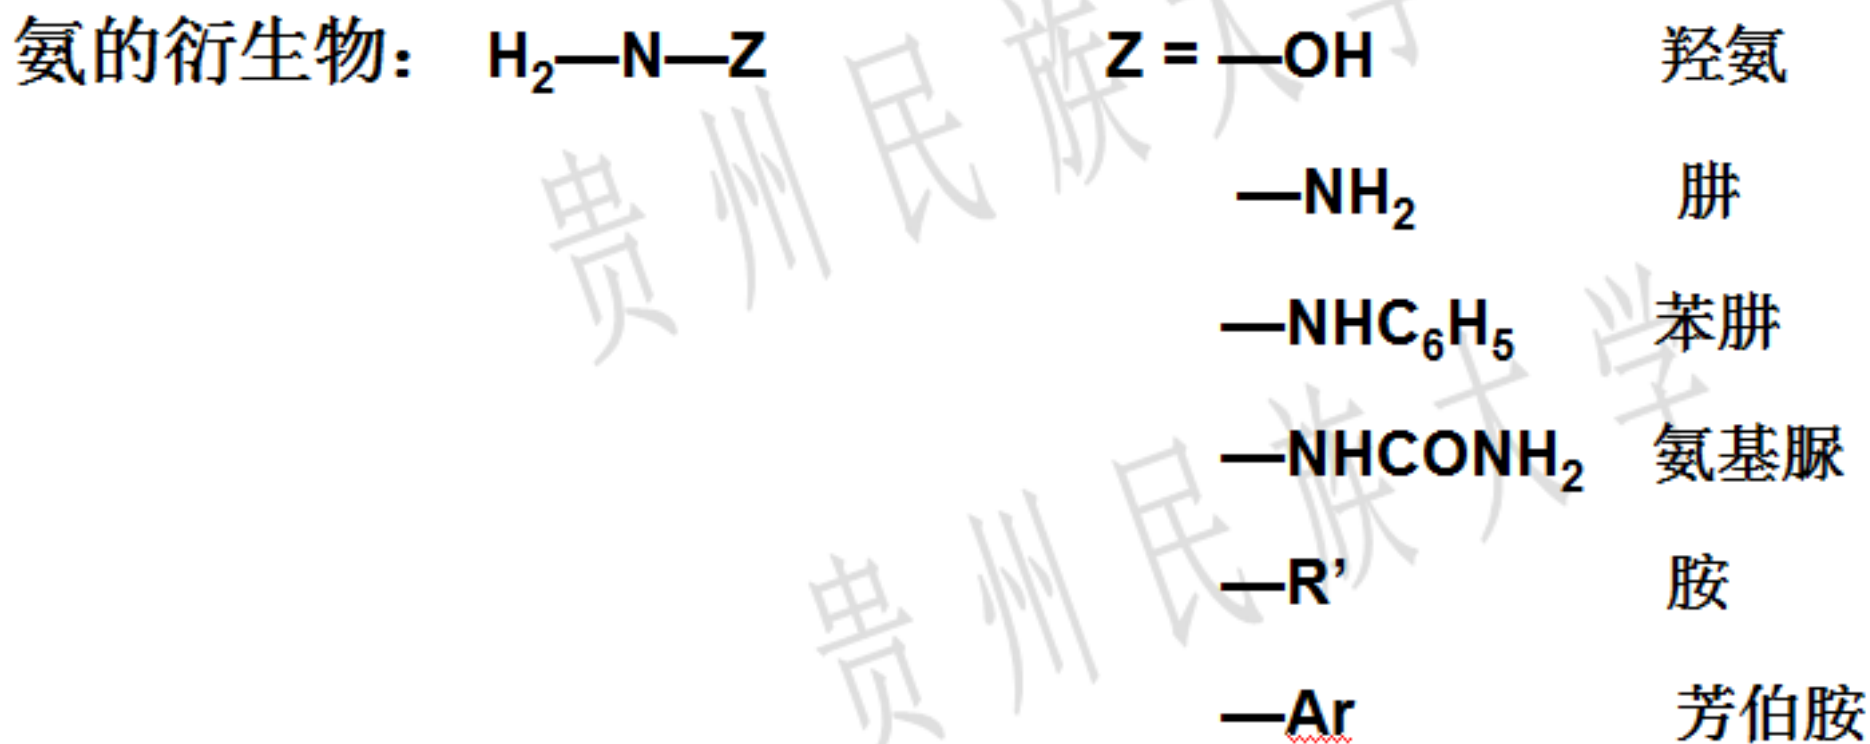 氨的衍生物： H₂—N—Z Z = —OH 羟氨
—NH₂ 肼
—NHC₆H₅ 苯肼
—NHCONH₂ 氨基脲
—R’ 胺
—Ar 芳伯胺
贵州民族大学
贵州民族大学